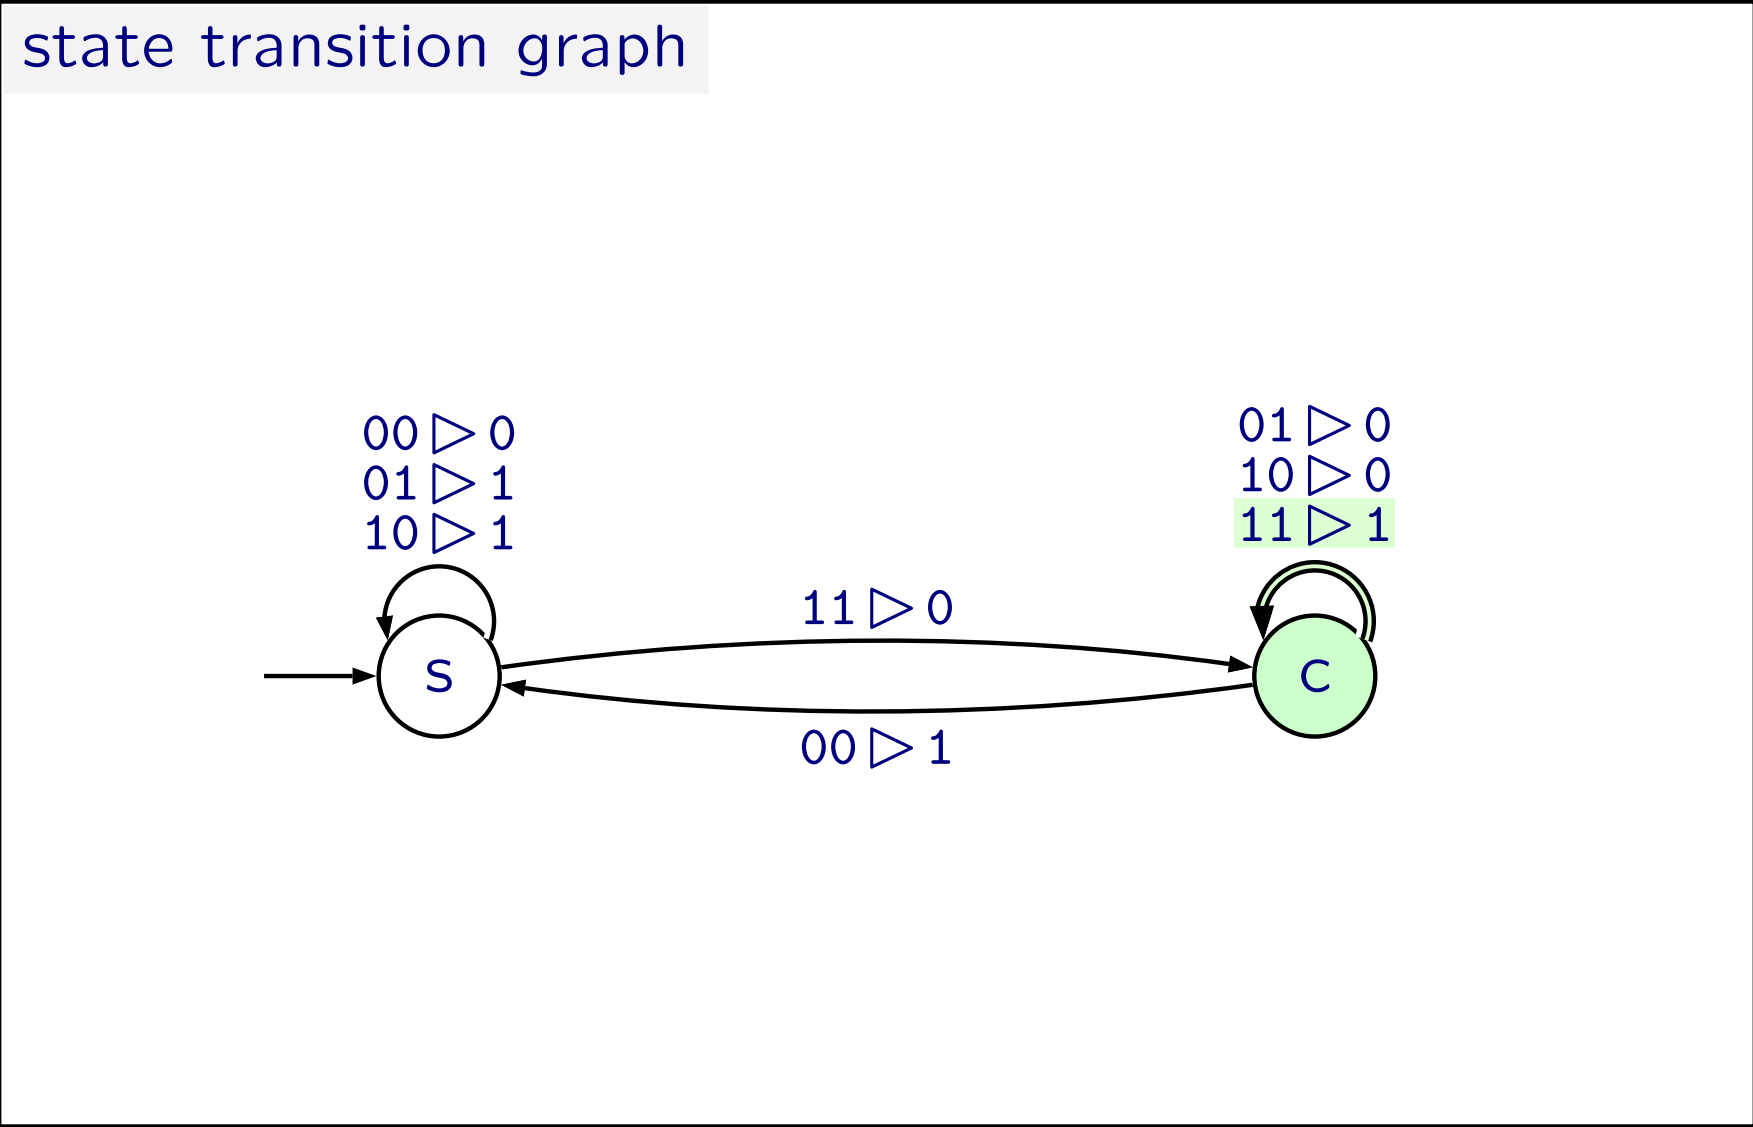 state transition graph
00 ▷ 0
01 ▷ 1
10 ▷ 1
01 ▷ 0
10 ▷ 0
11 ▷ 1
11 ▷ 0
S
C
00 ▷ 1